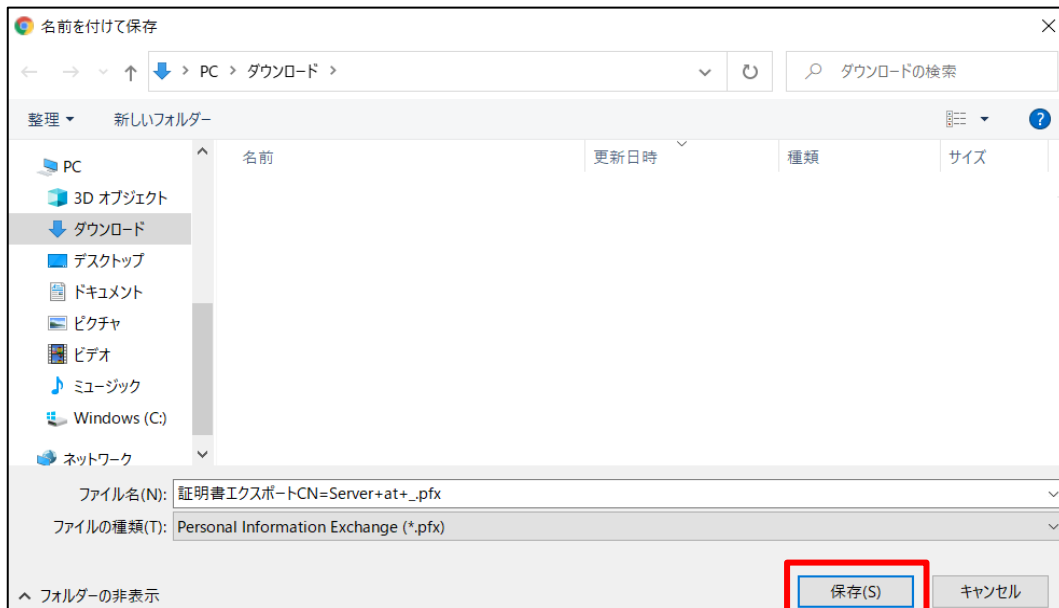 名前を付けて保存
PC > ダウンロード >
ダウンロードの検索
整理
新しいフォルダー
名前 更新日時 種類 サイズ
PC
3D オブジェクト
ダウンロード
デスクトップ
ドキュメント
ピクチャ
ビデオ
ミュージック
Windows (C:)
ネットワーク
ファイル名(N): 証明書エクスポートCN=Server+at+_.pfx
ファイルの種類(T): Personal Information Exchange (*.pfx)
フォルダーの非表示
保存(S) キャンセル